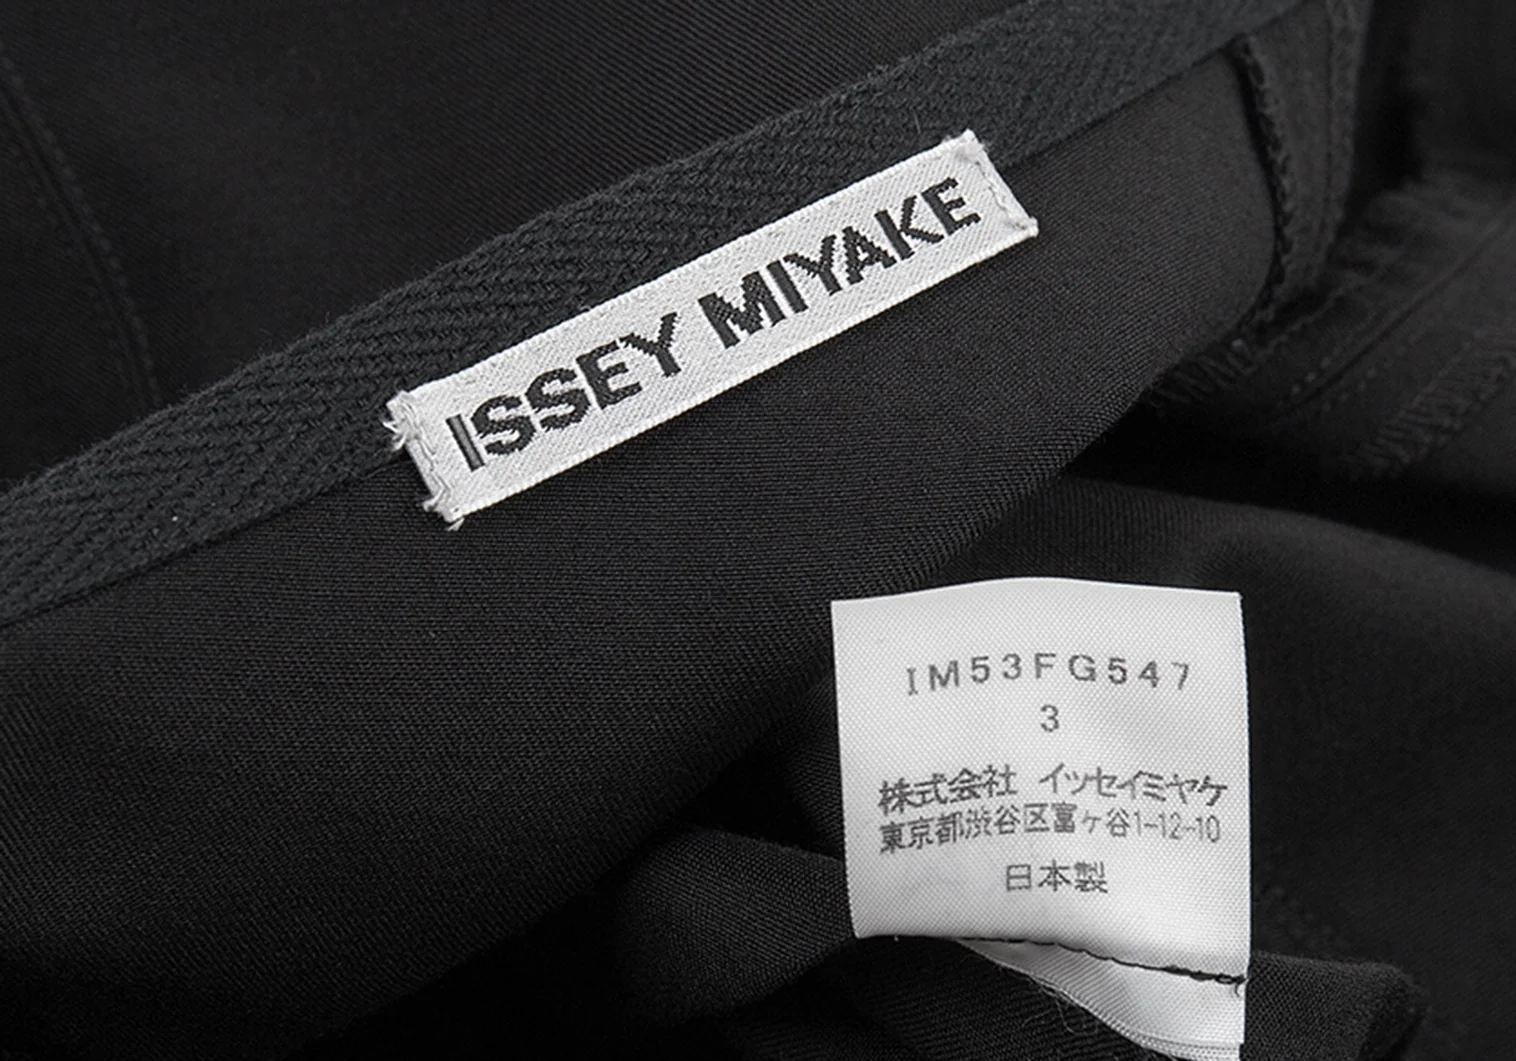 ISSEY MIYAKE
IM53FG547
3
株式会社 イッセイミヤケ
東京都渋谷区富ヶ谷1-12-10
日本製